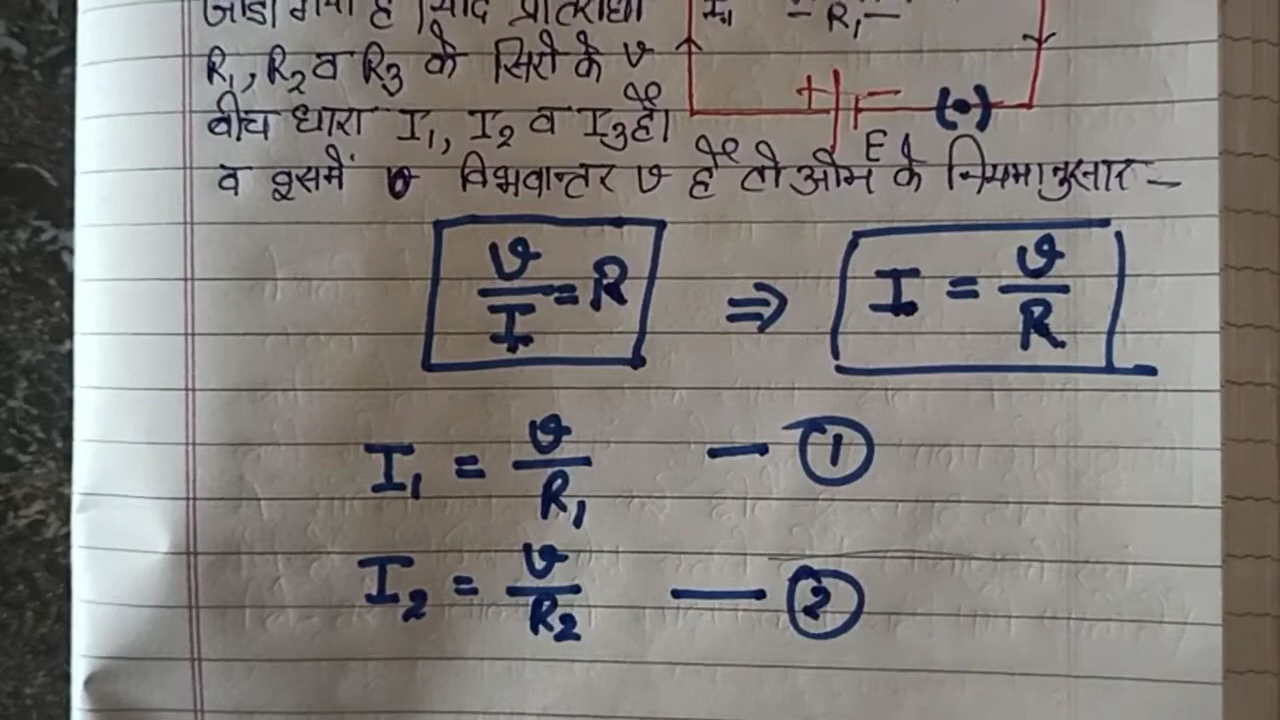 जोड़ा गया है। यदि प्रतिरोधों
I₁ R₁
R₁, R₂ व R₃ के सिरो के v
बीच धारा I₁, I₂ व I₃ है।
+ - (•)
E
व इसमें विभवान्तर v है तो ओम के नियमानुसार -
v/I = R ⇒ I = v/R
I₁ = v/R₁ — ①
I₂ = v/R₂ — ②